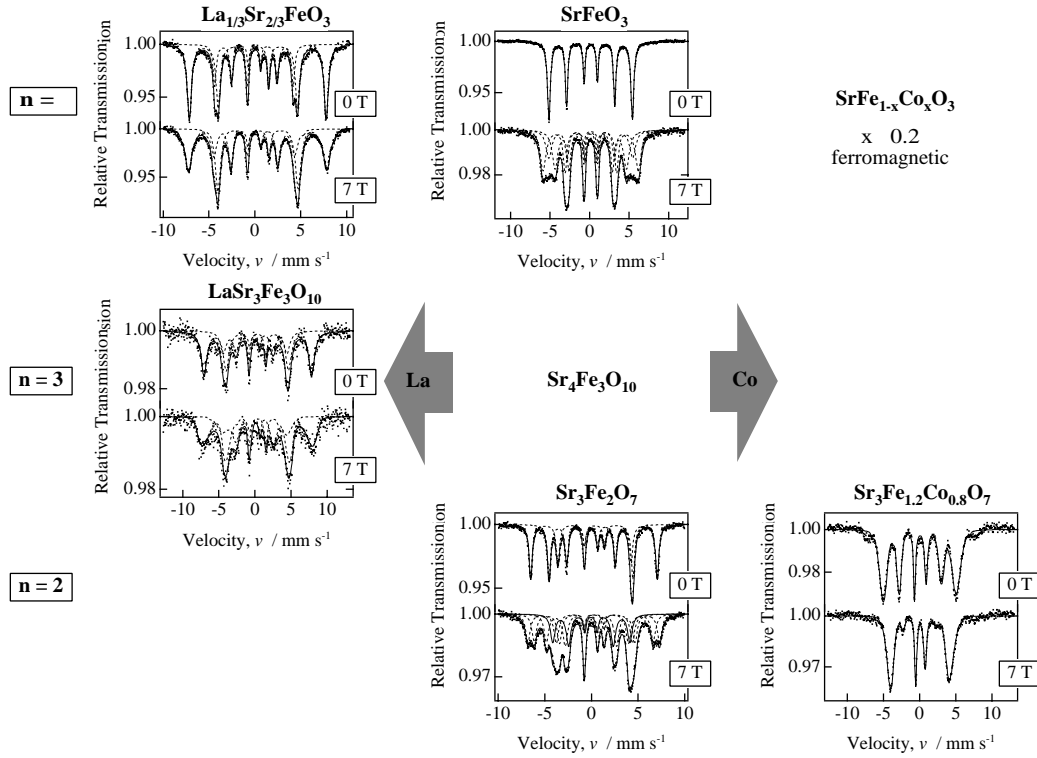 La1/3Sr2/3FeO3
SrFeO3
n =
SrFe1-xCoxO3
x 0.2
ferromagnetic
Relative Transmission
ion
1.00
0.95
0 T
1.00
0.95
7 T
-10 -5 0 5 10
Velocity, v / mm s-1
Relative Transmission
1.00
0.95
0 T
1.00
0.98
7 T
-10 -5 0 5 10
Velocity, v / mm s-1
n = 3
LaSr3Fe3O10
Relative Transmission
sion
1.00
0.98
0 T
1.00
0.98
7 T
-10 -5 0 5 10
Velocity, v / mm s-1
La
Sr4Fe3O10
Co
n = 2
Sr3Fe2O7
Relative Transmission
ion
1.00
0.95
0 T
1.00
0.97
7 T
-10 -5 0 5 10
Velocity, v / mm s-1
Sr3Fe1.2Co0.8O7
Relative Transmission
ion
1.00
0.98
0 T
1.00
0.97
7 T
-10 -5 0 5 10
Velocity, v / mm s-1